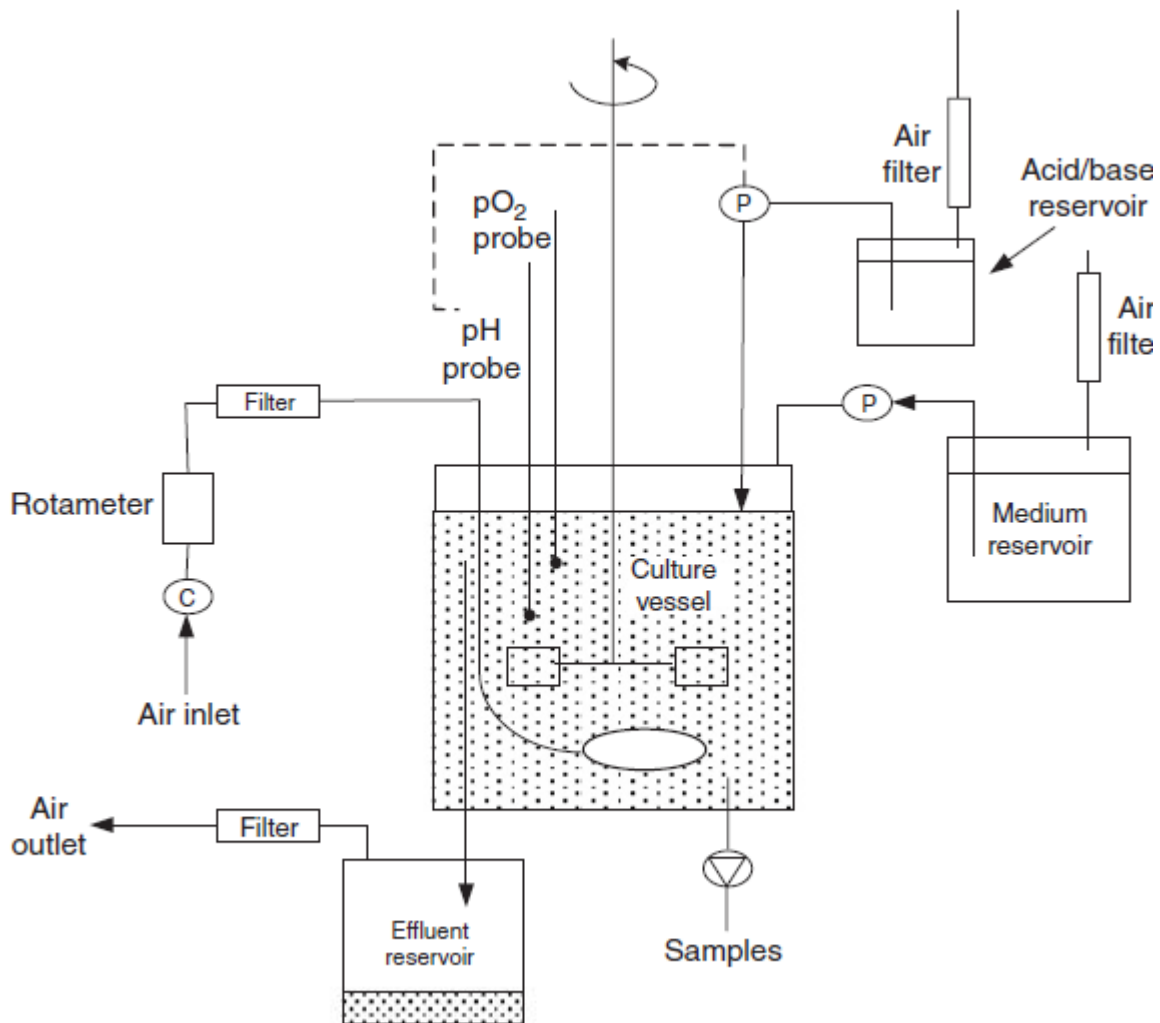 Air
filter
Acid/base
reservoir
pO2
probe
P
Air
filter
pH
probe
Filter
P
Rotameter
Medium
reservoir
Culture
vessel
C
Air inlet
Air
outlet
Filter
Effluent
reservoir
Samples